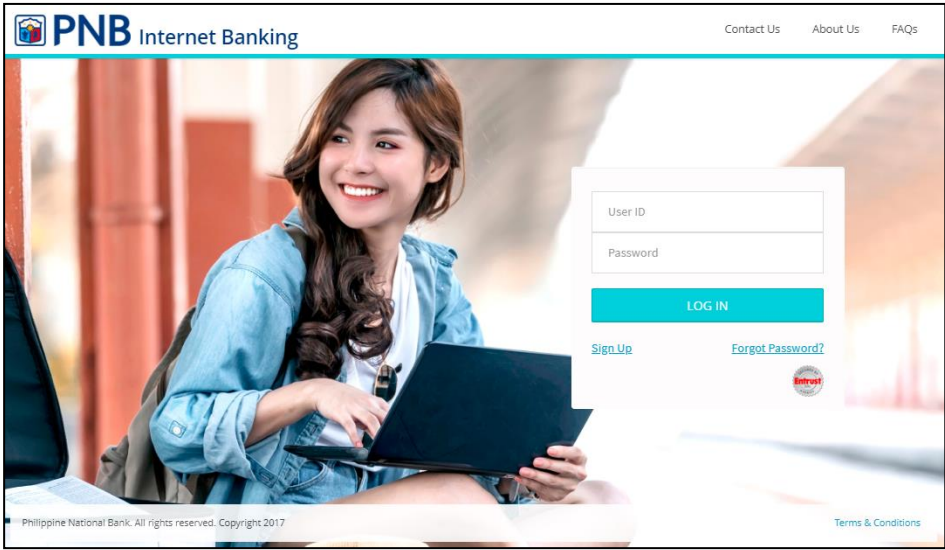 PNB Internet Banking
Contact Us About Us FAQs
User ID
Password
LOG IN
Sign Up Forgot Password?
Entrust
Philippine National Bank. All rights reserved. Copyright 2017
Terms & Conditions